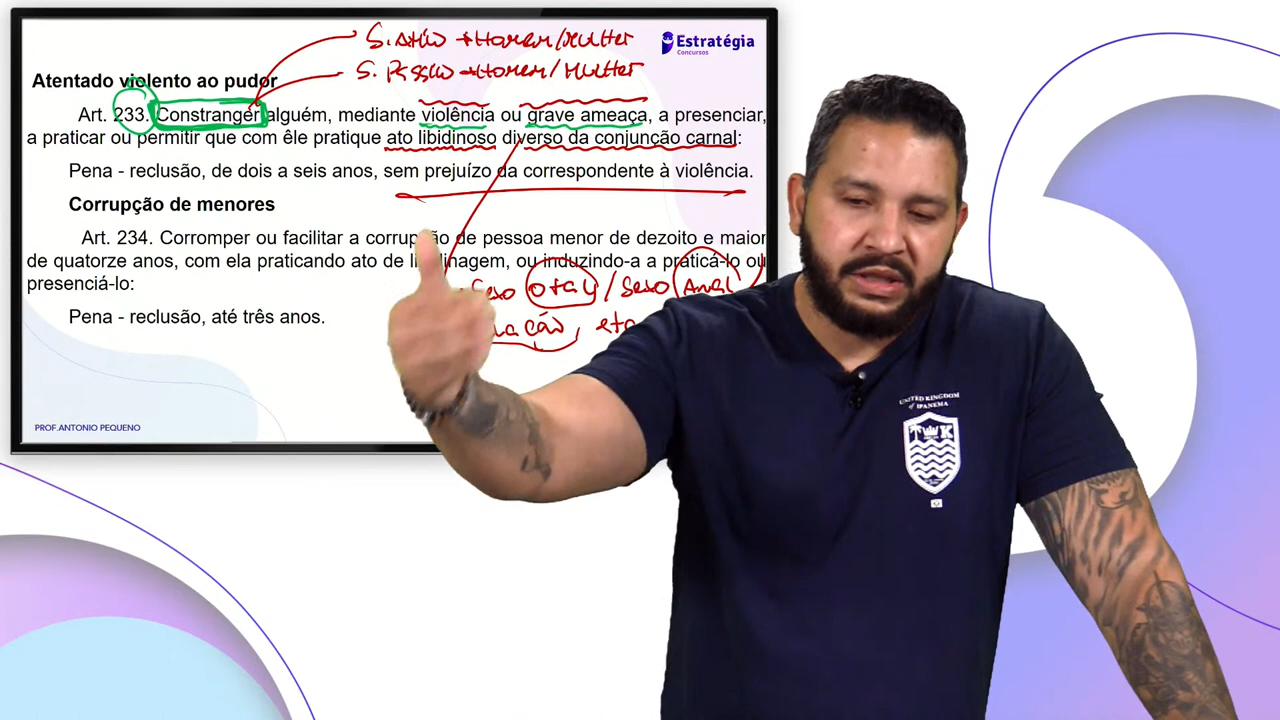 S. Ativo → Homem/Mulher
Estratégia
Concursos
S. Passivo → Homem/Mulher
Atentado violento ao pudor
Art. 233. Constranger alguém, mediante violência ou grave ameaça, a presenciar,
a praticar ou permitir que com êle pratique ato libidinoso diverso da conjunção carnal:
Pena - reclusão, de dois a seis anos, sem prejuízo da correspondente à violência.
Corrupção de menores
Art. 234. Corromper ou facilitar a corrupção de pessoa menor de dezoito e maior
de quatorze anos, com ela praticando ato de libidinagem, ou induzindo-a a praticá-lo ou
presenciá-lo:
Sexo oral / Sexo Anal
Pena - reclusão, até três anos.
etc
PROF.ANTONIO PEQUENO
UNITED KINGDOM
of IPANEMA
K